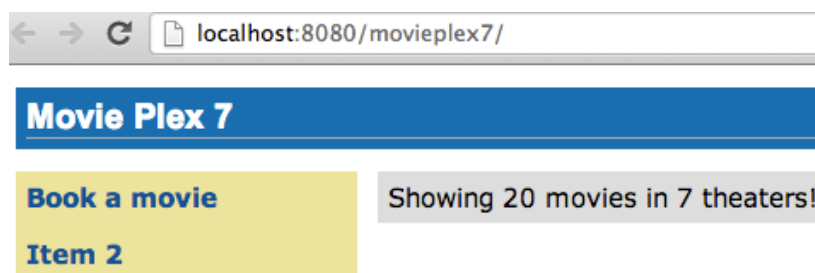 localhost:8080/movieplex7/
Movie Plex 7
Book a movie
Showing 20 movies in 7 theaters!
Item 2